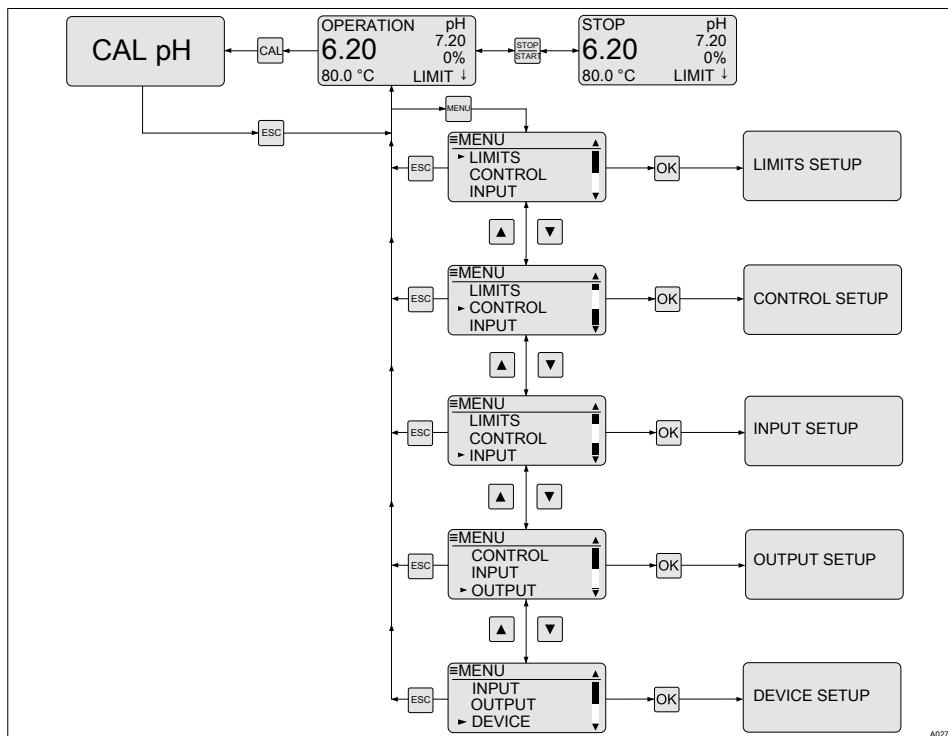 CAL pH
CAL
OPERATION pH
6.20 7.20
0%
80.0 °C LIMIT ↓
STOP
START
STOP pH
6.20 7.20
0%
80.0 °C LIMIT ↓
ESC
MENU
≡MENU
► LIMITS
CONTROL
INPUT
ESC
OK
LIMITS SETUP
▲ ▼
≡MENU
LIMITS
► CONTROL
INPUT
ESC
OK
CONTROL SETUP
▲ ▼
≡MENU
LIMITS
CONTROL
► INPUT
ESC
OK
INPUT SETUP
▲ ▼
≡MENU
CONTROL
INPUT
► OUTPUT
ESC
OK
OUTPUT SETUP
▲ ▼
≡MENU
INPUT
OUTPUT
► DEVICE
ESC
OK
DEVICE SETUP